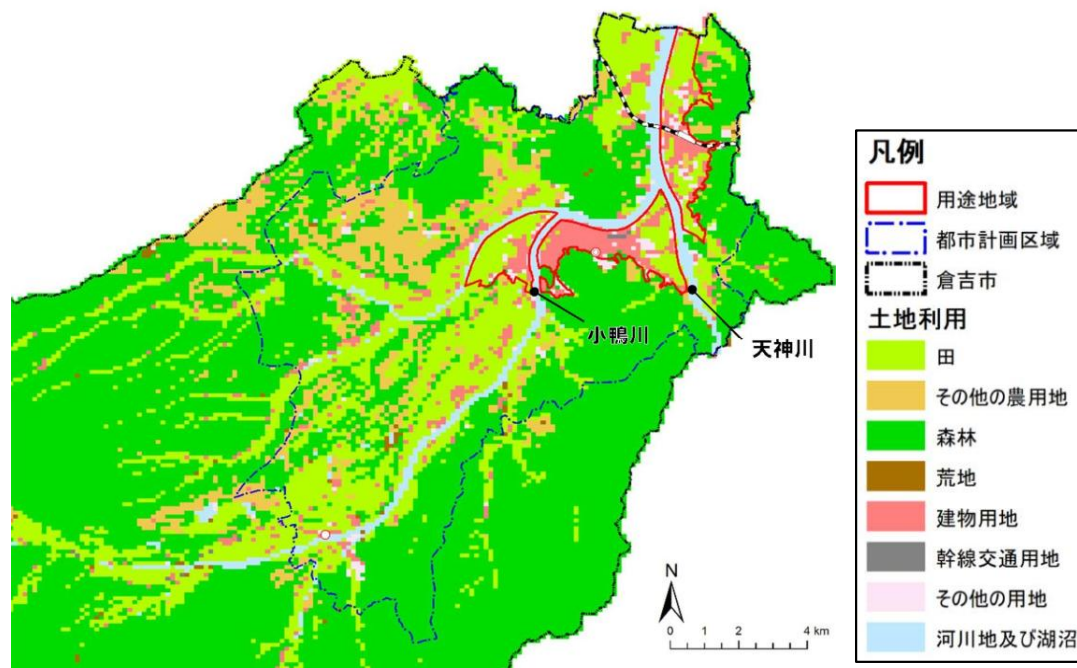 小鴨川
天神川
N
0 1 2 4 km
凡例
用途地域
都市計画区域
倉吉市
土地利用
田
その他の農用地
森林
荒地
建物用地
幹線交通用地
その他の用地
河川地及び湖沼